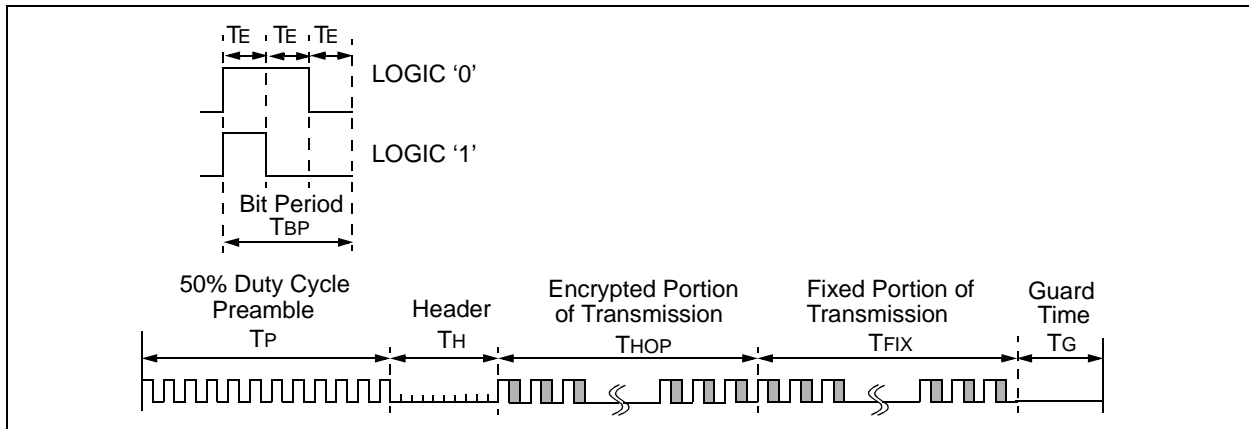 TE TE TE
LOGIC ‘0’
LOGIC ‘1’
Bit Period
TBP
50% Duty Cycle
Preamble
TP
Header
TH
Encrypted Portion
of Transmission
THOP
Fixed Portion of
Transmission
TFIX
Guard
Time
TG